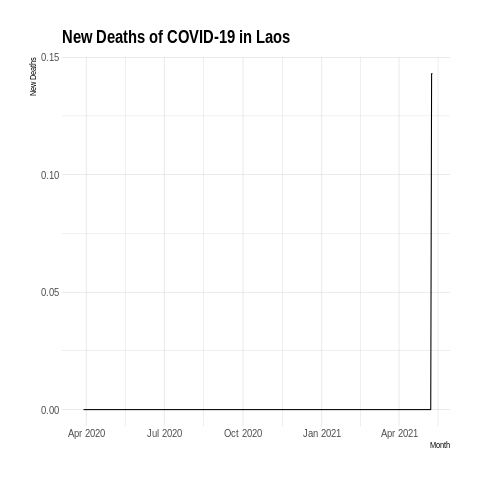 New Deaths of COVID-19 in Laos
New Deaths
0.15
0.10
0.05
0.00
Apr 2020 Jul 2020 Oct 2020 Jan 2021 Apr 2021
Month